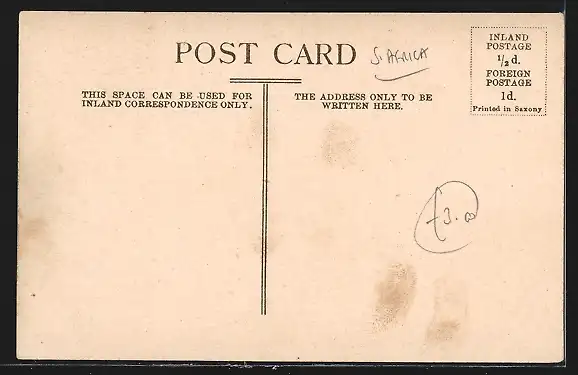 POST CARD
S. AFRICA
INLAND
POSTAGE
1/2 d.
FOREIGN
POSTAGE
1d.
Printed in Saxony
THIS SPACE CAN BE USED FOR
INLAND CORRESPONDENCE ONLY.
THE ADDRESS ONLY TO BE
WRITTEN HERE.
£3.00